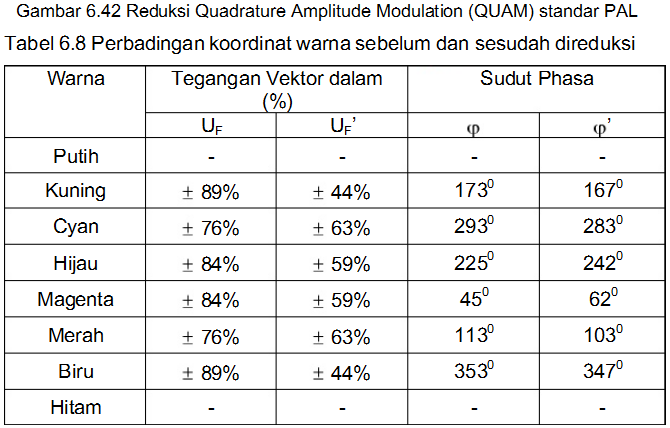 Gambar 6.42 Reduksi Quadrature Amplitude Modulation (QUAM) standar PAL
Tabel 6.8 Perbadingan koordinat warna sebelum dan sesudah direduksi
Warna Tegangan Vektor dalam (%) Sudut Phasa
U_F U_F’ φ φ’
Putih - - - -
Kuning ± 89% ± 44% 173⁰ 167⁰
Cyan ± 76% ± 63% 293⁰ 283⁰
Hijau ± 84% ± 59% 225⁰ 242⁰
Magenta ± 84% ± 59% 45⁰ 62⁰
Merah ± 76% ± 63% 113⁰ 103⁰
Biru ± 89% ± 44% 353⁰ 347⁰
Hitam - - - -